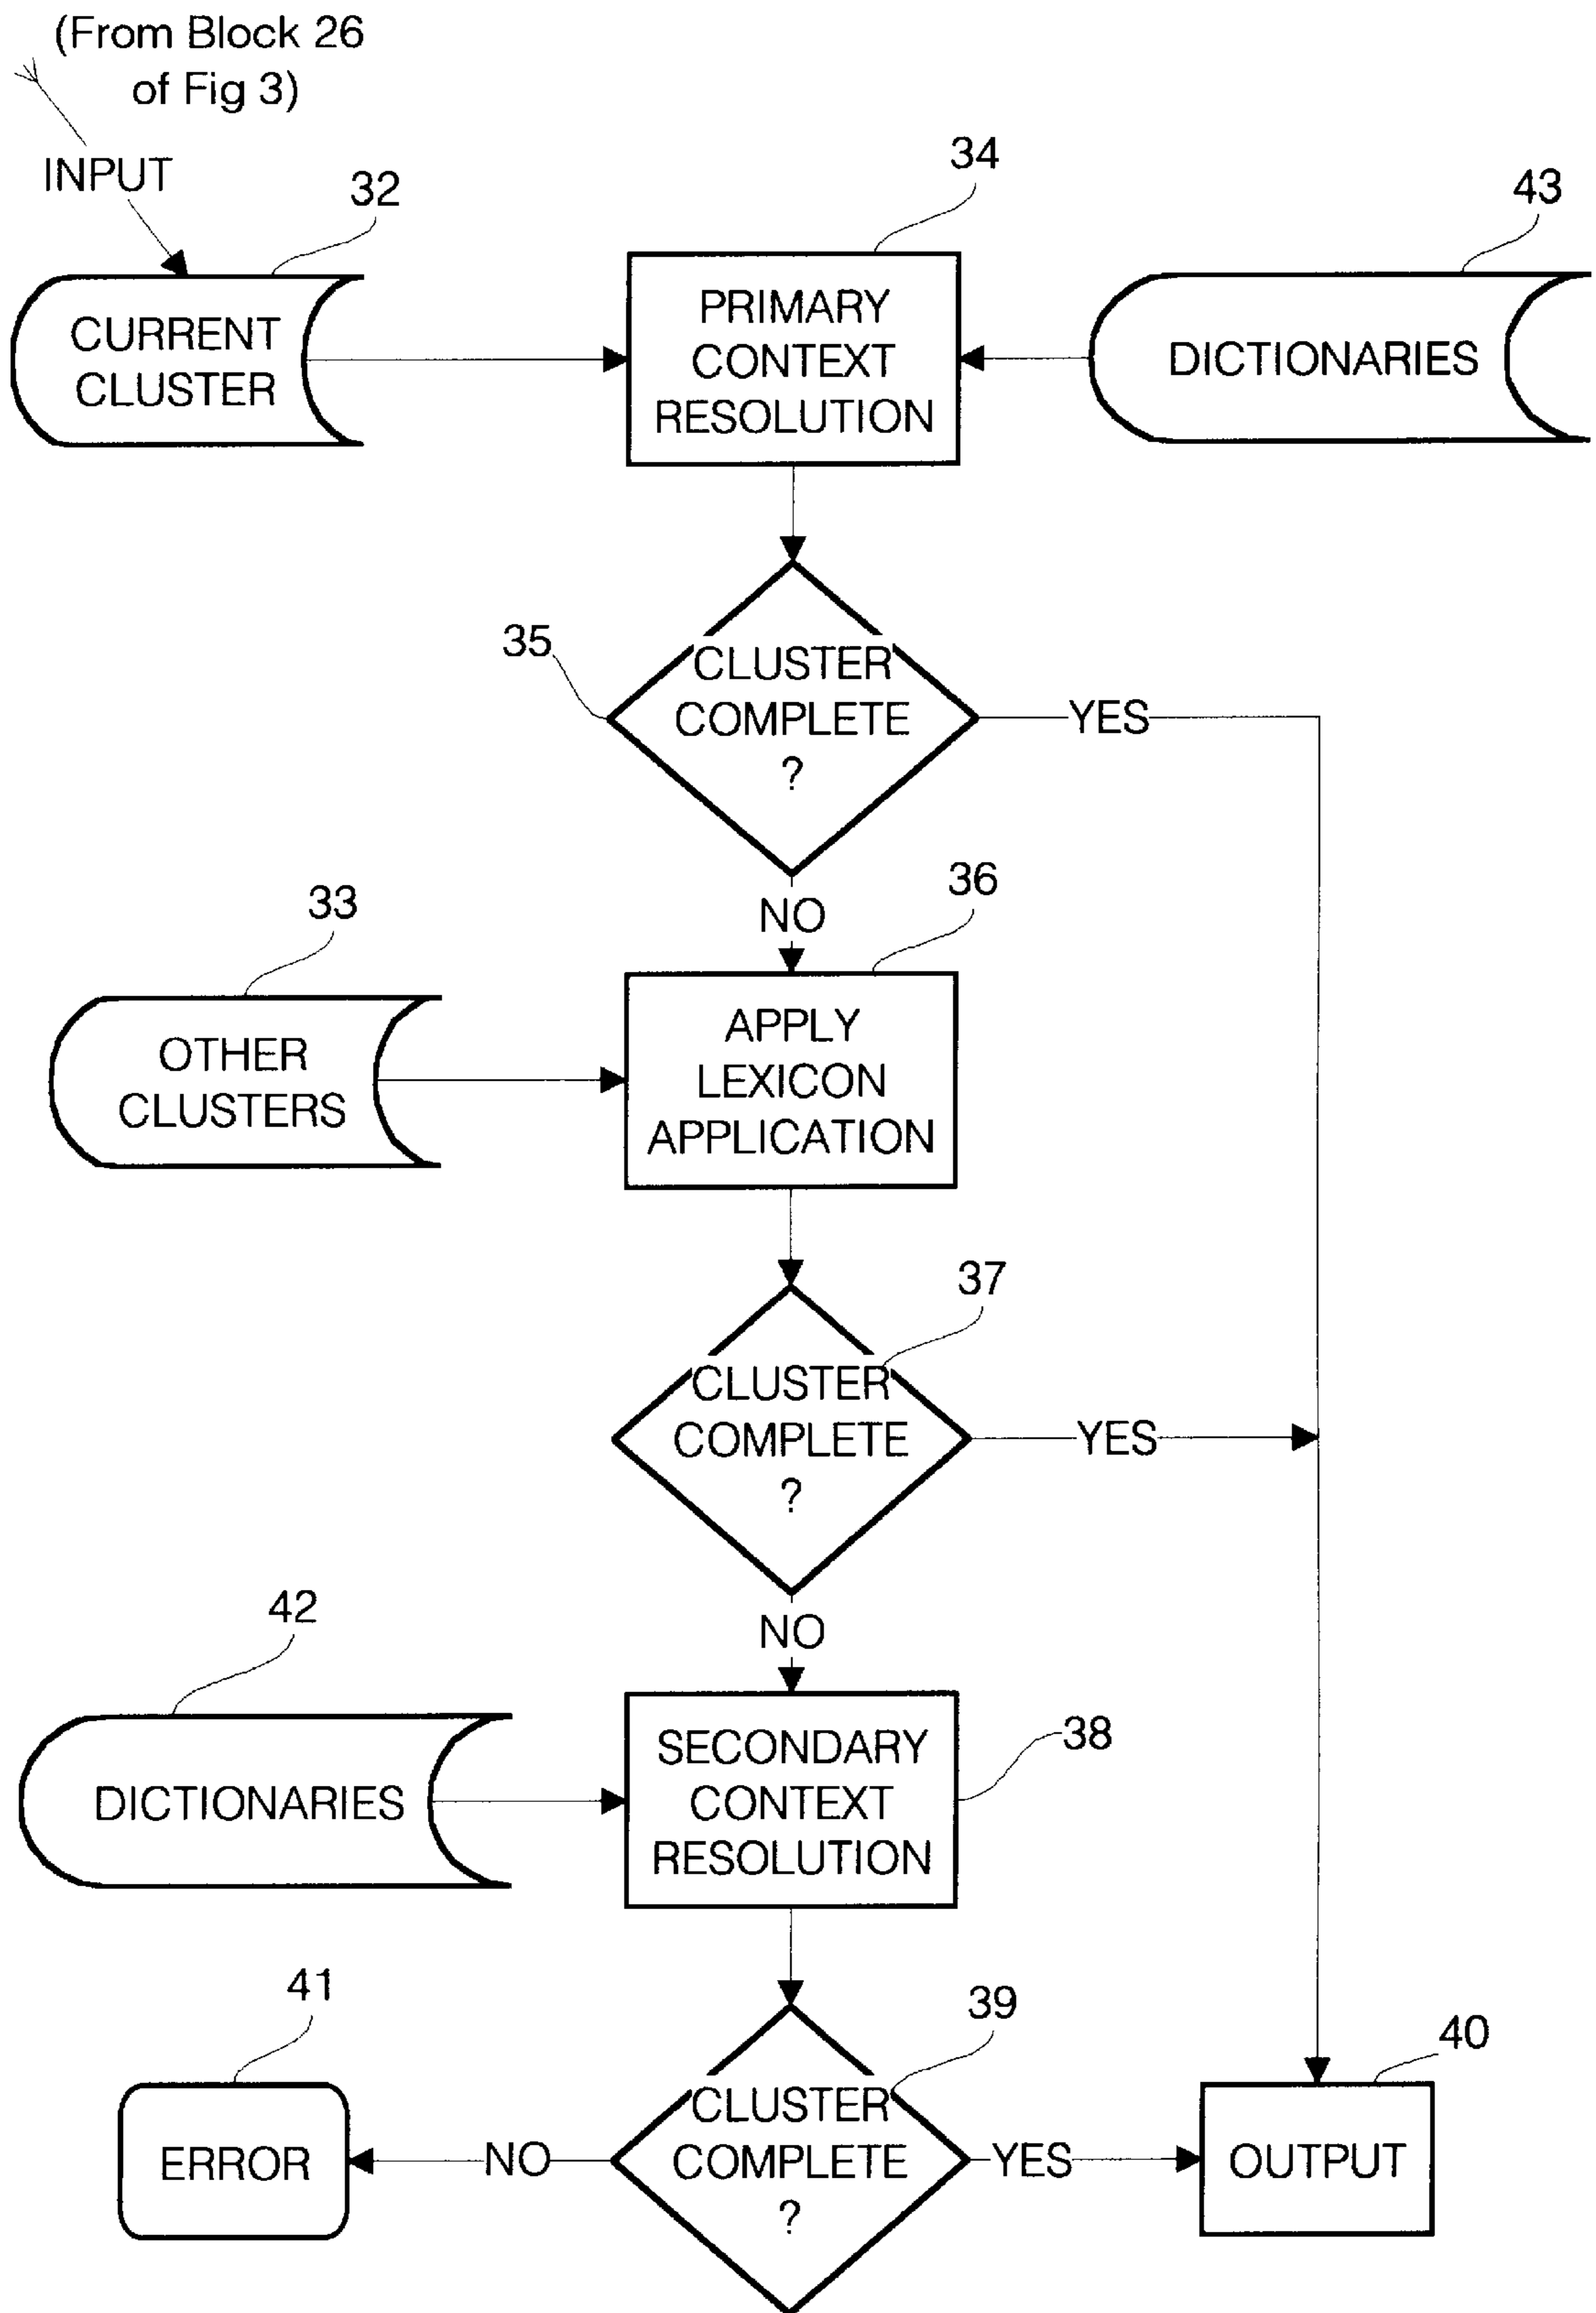 (From Block 26
of Fig 3)
INPUT
32
34
43
CURRENT
CLUSTER
PRIMARY
CONTEXT
RESOLUTION
DICTIONARIES
35
CLUSTER
COMPLETE
?
YES
NO
33
36
OTHER
CLUSTERS
APPLY
LEXICON
APPLICATION
37
CLUSTER
COMPLETE
?
YES
NO
42
DICTIONARIES
SECONDARY
CONTEXT
RESOLUTION
38
41
39
40
ERROR
NO
CLUSTER
COMPLETE
?
YES
OUTPUT